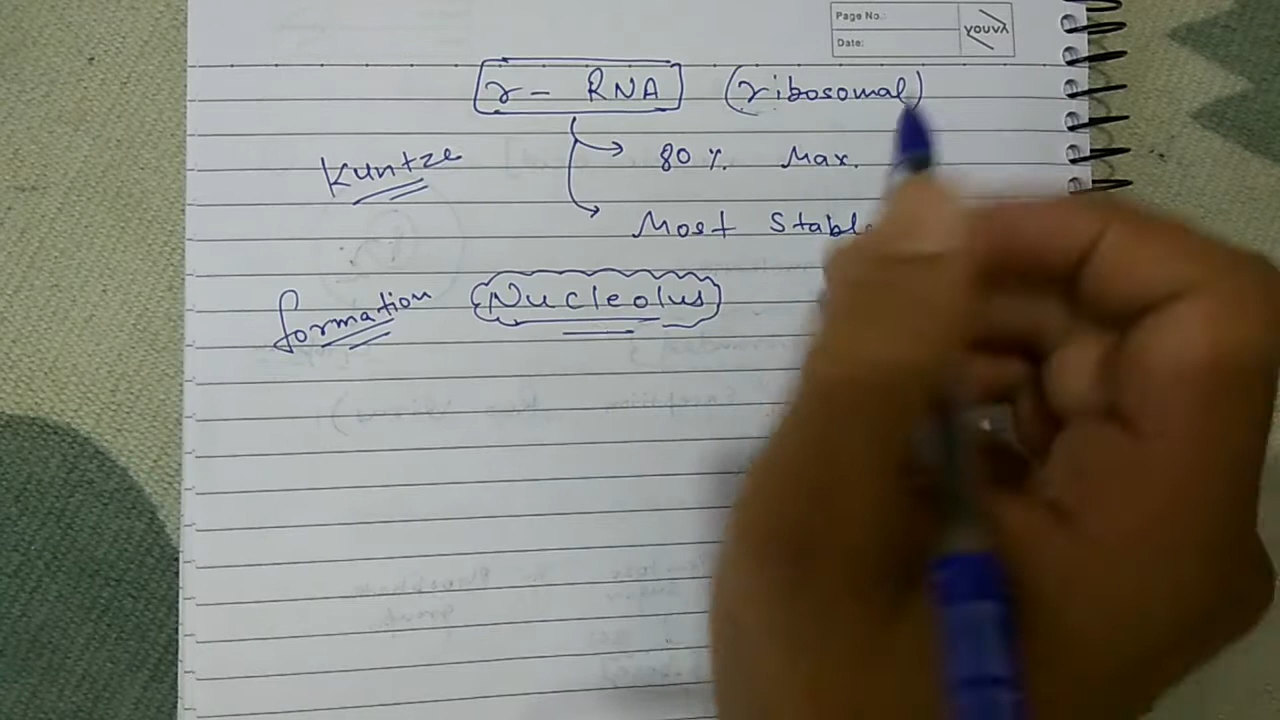 Page No.:
Date:
youva
r - RNA (ribosomal)
Kuntze
80 % Max.
Most Stable
formation Nucleolus